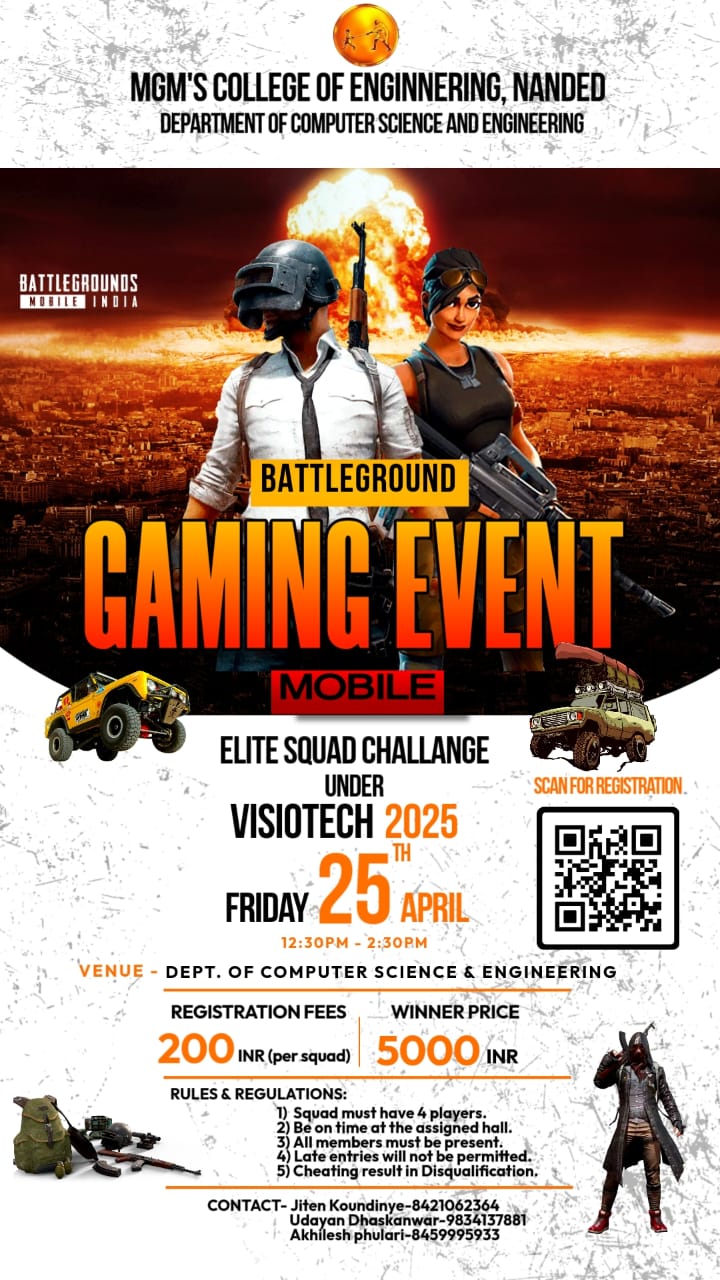 MGM'S COLLEGE OF ENGINNERING, NANDED
DEPARTMENT OF COMPUTER SCIENCE AND ENGINEERING
BATTLEGROUNDS
MOBILE INDIA
BATTLEGROUND
GAMING EVENT
MOBILE
ELITE SQUAD CHALLANGE
UNDER
VISIOTECH 2025
FRIDAY 25TH APRIL
12:30PM - 2:30PM
SCAN FOR REGISTRATION
VENUE - DEPT. OF COMPUTER SCIENCE & ENGINEERING
REGISTRATION FEES
200 INR (per squad)
WINNER PRICE
5000 INR
RULES & REGULATIONS:
1) Squad must have 4 players.
2) Be on time at the assigned hall.
3) All members must be present.
4) Late entries will not be permitted.
5) Cheating result in Disqualification.
CONTACT- Jiten Koundinye-8421062364
Udayan Dhaskanwar-9834137881
Akhilesh phulari-8459995933